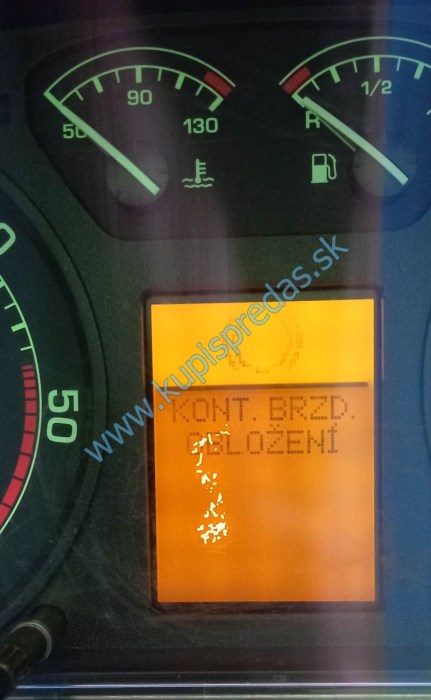 90
1/2
50
130
R
50
www.kupispredas.sk
KONT. BRZD.
OBLOŽENÍ